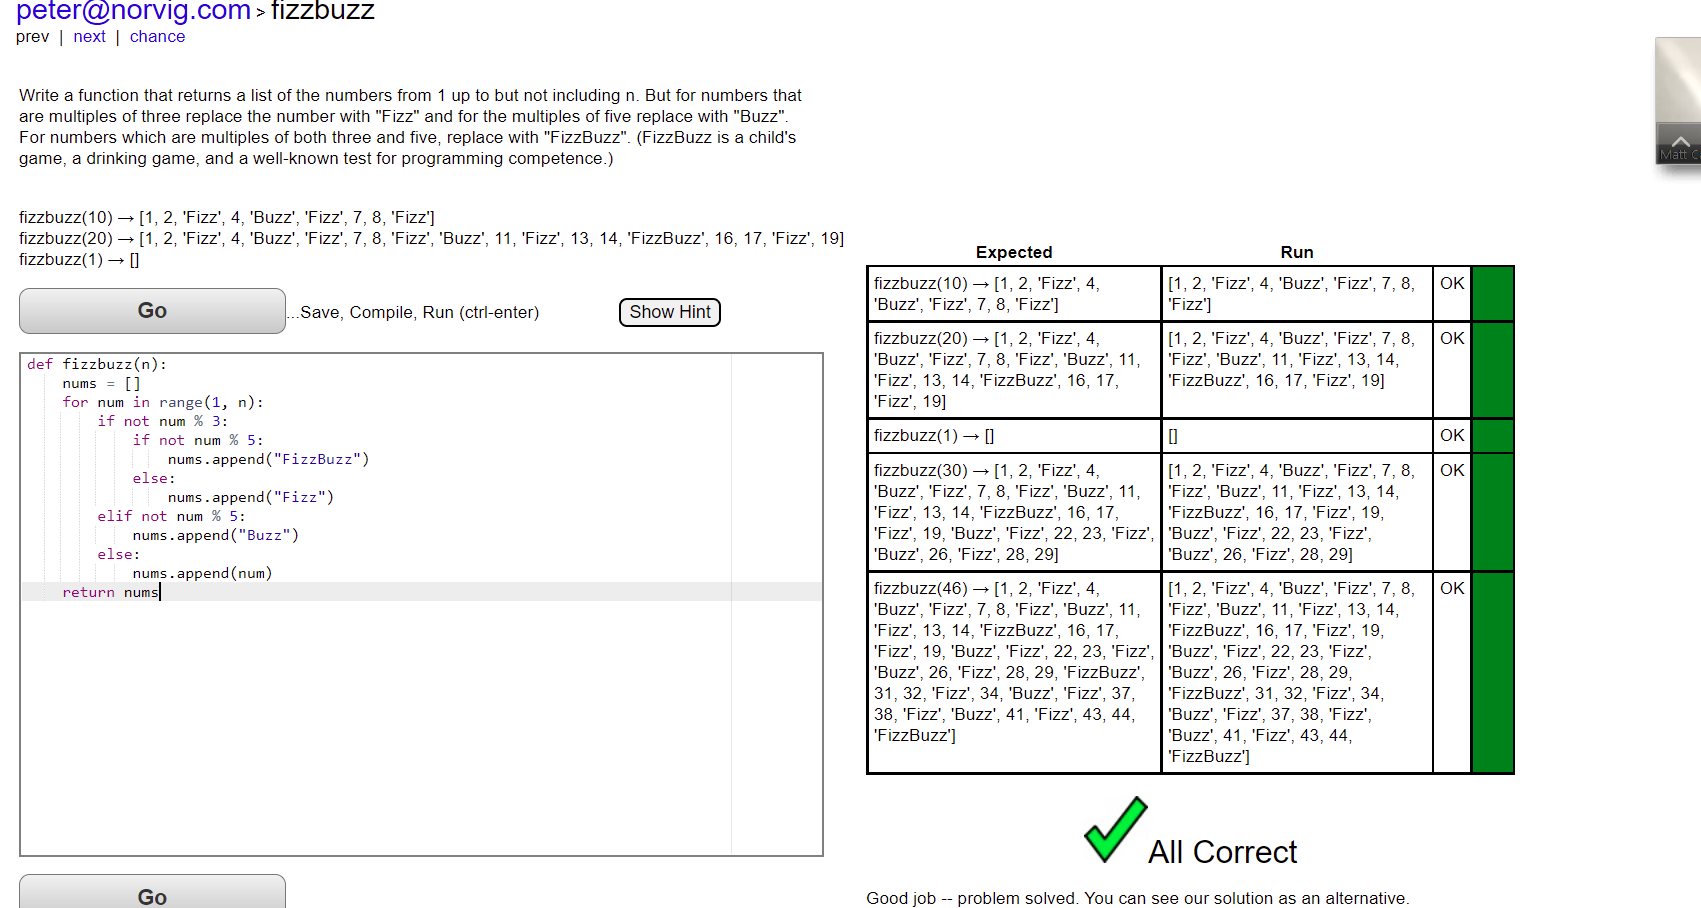 peter@norvig.com > fizzbuzz
prev | next | chance
Write a function that returns a list of the numbers from 1 up to but not including n. But for numbers that
are multiples of three replace the number with "Fizz" and for the multiples of five replace with "Buzz".
For numbers which are multiples of both three and five, replace with "FizzBuzz". (FizzBuzz is a child's
game, a drinking game, and a well-known test for programming competence.)
fizzbuzz(10) → [1, 2, 'Fizz', 4, 'Buzz', 'Fizz', 7, 8, 'Fizz']
fizzbuzz(20) → [1, 2, 'Fizz', 4, 'Buzz', 'Fizz', 7, 8, 'Fizz', 'Buzz', 11, 'Fizz', 13, 14, 'FizzBuzz', 16, 17, 'Fizz', 19]
fizzbuzz(1) → []
Go ...Save, Compile, Run (ctrl-enter) Show Hint
def fizzbuzz(n):
    nums = []
    for num in range(1, n):
        if not num % 3:
            if not num % 5:
                nums.append("FizzBuzz")
            else:
                nums.append("Fizz")
        elif not num % 5:
            nums.append("Buzz")
        else:
            nums.append(num)
    return nums
Go
Expected Run
fizzbuzz(10) → [1, 2, 'Fizz', 4,
'Buzz', 'Fizz', 7, 8, 'Fizz']
[1, 2, 'Fizz', 4, 'Buzz', 'Fizz', 7, 8,
'Fizz']
OK
fizzbuzz(20) → [1, 2, 'Fizz', 4,
'Buzz', 'Fizz', 7, 8, 'Fizz', 'Buzz', 11,
'Fizz', 13, 14, 'FizzBuzz', 16, 17,
'Fizz', 19]
[1, 2, 'Fizz', 4, 'Buzz', 'Fizz', 7, 8,
'Fizz', 'Buzz', 11, 'Fizz', 13, 14,
'FizzBuzz', 16, 17, 'Fizz', 19]
OK
fizzbuzz(1) → []
[]
OK
fizzbuzz(30) → [1, 2, 'Fizz', 4,
'Buzz', 'Fizz', 7, 8, 'Fizz', 'Buzz', 11,
'Fizz', 13, 14, 'FizzBuzz', 16, 17,
'Fizz', 19, 'Buzz', 'Fizz', 22, 23, 'Fizz',
'Buzz', 26, 'Fizz', 28, 29]
[1, 2, 'Fizz', 4, 'Buzz', 'Fizz', 7, 8,
'Fizz', 'Buzz', 11, 'Fizz', 13, 14,
'FizzBuzz', 16, 17, 'Fizz', 19,
'Buzz', 'Fizz', 22, 23, 'Fizz',
'Buzz', 26, 'Fizz', 28, 29]
OK
fizzbuzz(46) → [1, 2, 'Fizz', 4,
'Buzz', 'Fizz', 7, 8, 'Fizz', 'Buzz', 11,
'Fizz', 13, 14, 'FizzBuzz', 16, 17,
'Fizz', 19, 'Buzz', 'Fizz', 22, 23, 'Fizz',
'Buzz', 26, 'Fizz', 28, 29, 'FizzBuzz',
31, 32, 'Fizz', 34, 'Buzz', 'Fizz', 37,
38, 'Fizz', 'Buzz', 41, 'Fizz', 43, 44,
'FizzBuzz']
[1, 2, 'Fizz', 4, 'Buzz', 'Fizz', 7, 8,
'Fizz', 'Buzz', 11, 'Fizz', 13, 14,
'FizzBuzz', 16, 17, 'Fizz', 19,
'Buzz', 'Fizz', 22, 23, 'Fizz',
'Buzz', 26, 'Fizz', 28, 29,
'FizzBuzz', 31, 32, 'Fizz', 34,
'Buzz', 'Fizz', 37, 38, 'Fizz',
'Buzz', 41, 'Fizz', 43, 44,
'FizzBuzz']
OK
All Correct
Good job -- problem solved. You can see our solution as an alternative.
Matt